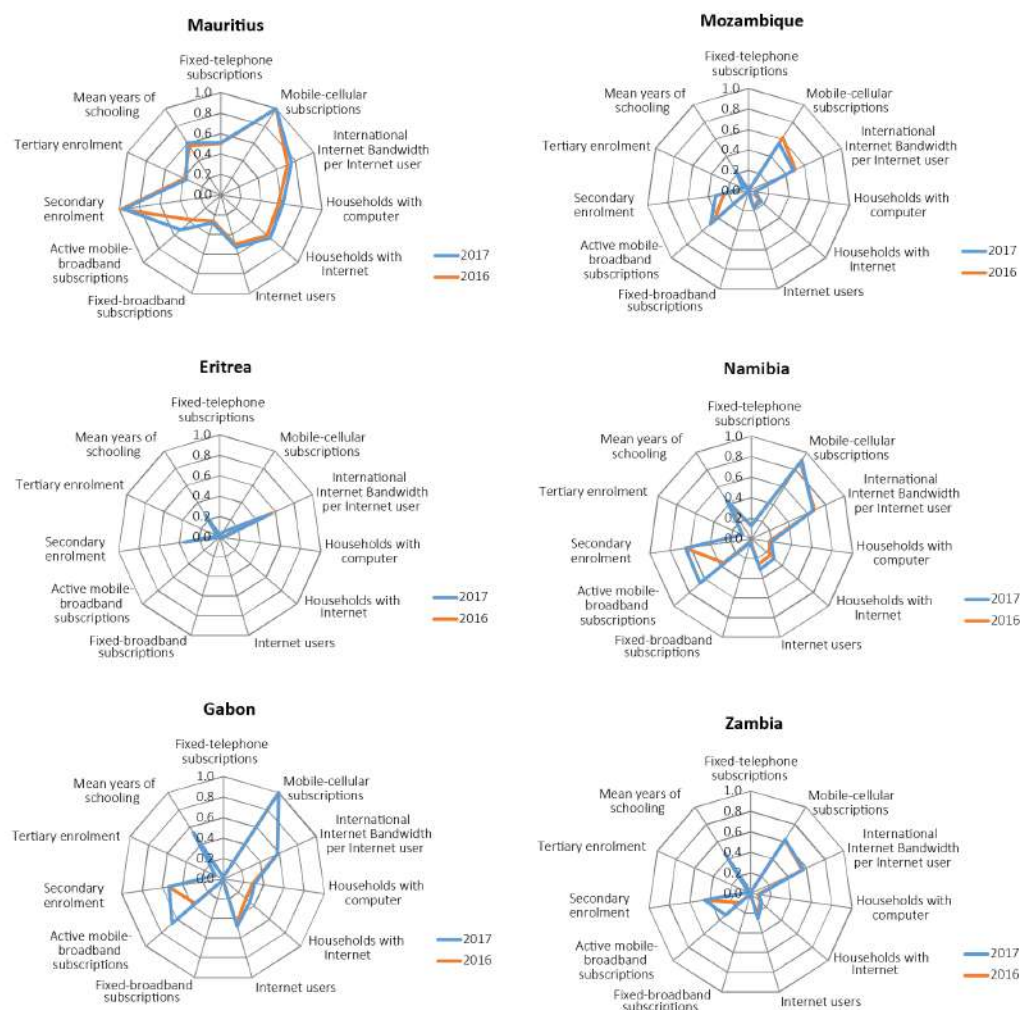 Mauritius
Fixed-telephone
subscriptions
Mobile-cellular
subscriptions
International
Internet Bandwidth
per Internet user
Households with
computer
Households with
Internet
Internet users
Fixed-broadband
subscriptions
Active mobile-
broadband
subscriptions
Secondary
enrolment
Tertiary enrolment
Mean years of
schooling
1.0
0.8
0.6
0.4
0.2
0.0
2017
2016
Mozambique
Fixed-telephone
subscriptions
Mobile-cellular
subscriptions
International
Internet Bandwidth
per Internet user
Households with
computer
Households with
Internet
Internet users
Fixed-broadband
subscriptions
Active mobile-
broadband
subscriptions
Secondary
enrolment
Tertiary enrolment
Mean years of
schooling
1.0
0.8
0.6
0.4
0.2
0.0
2017
2016
Eritrea
Fixed-telephone
subscriptions
Mobile-cellular
subscriptions
International
Internet Bandwidth
per Internet user
Households with
computer
Households with
Internet
Internet users
Fixed-broadband
subscriptions
Active mobile-
broadband
subscriptions
Secondary
enrolment
Tertiary enrolment
Mean years of
schooling
1.0
0.8
0.6
0.4
0.2
0.0
2017
2016
Namibia
Fixed-telephone
subscriptions
Mobile-cellular
subscriptions
International
Internet Bandwidth
per Internet user
Households with
computer
Households with
Internet
Internet users
Fixed-broadband
subscriptions
Active mobile-
broadband
subscriptions
Secondary
enrolment
Tertiary enrolment
Mean years of
schooling
1.0
0.8
0.6
0.4
0.2
0.0
2017
2016
Gabon
Fixed-telephone
subscriptions
Mobile-cellular
subscriptions
International
Internet Bandwidth
per Internet user
Households with
computer
Households with
Internet
Internet users
Fixed-broadband
subscriptions
Active mobile-
broadband
subscriptions
Secondary
enrolment
Tertiary enrolment
Mean years of
schooling
1.0
0.8
0.6
0.4
0.2
0.0
2017
2016
Zambia
Fixed-telephone
subscriptions
Mobile-cellular
subscriptions
International
Internet Bandwidth
per Internet user
Households with
computer
Households with
Internet
Internet users
Fixed-broadband
subscriptions
Active mobile-
broadband
subscriptions
Secondary
enrolment
Tertiary enrolment
Mean years of
schooling
1.0
0.8
0.6
0.4
0.2
0.0
2017
2016